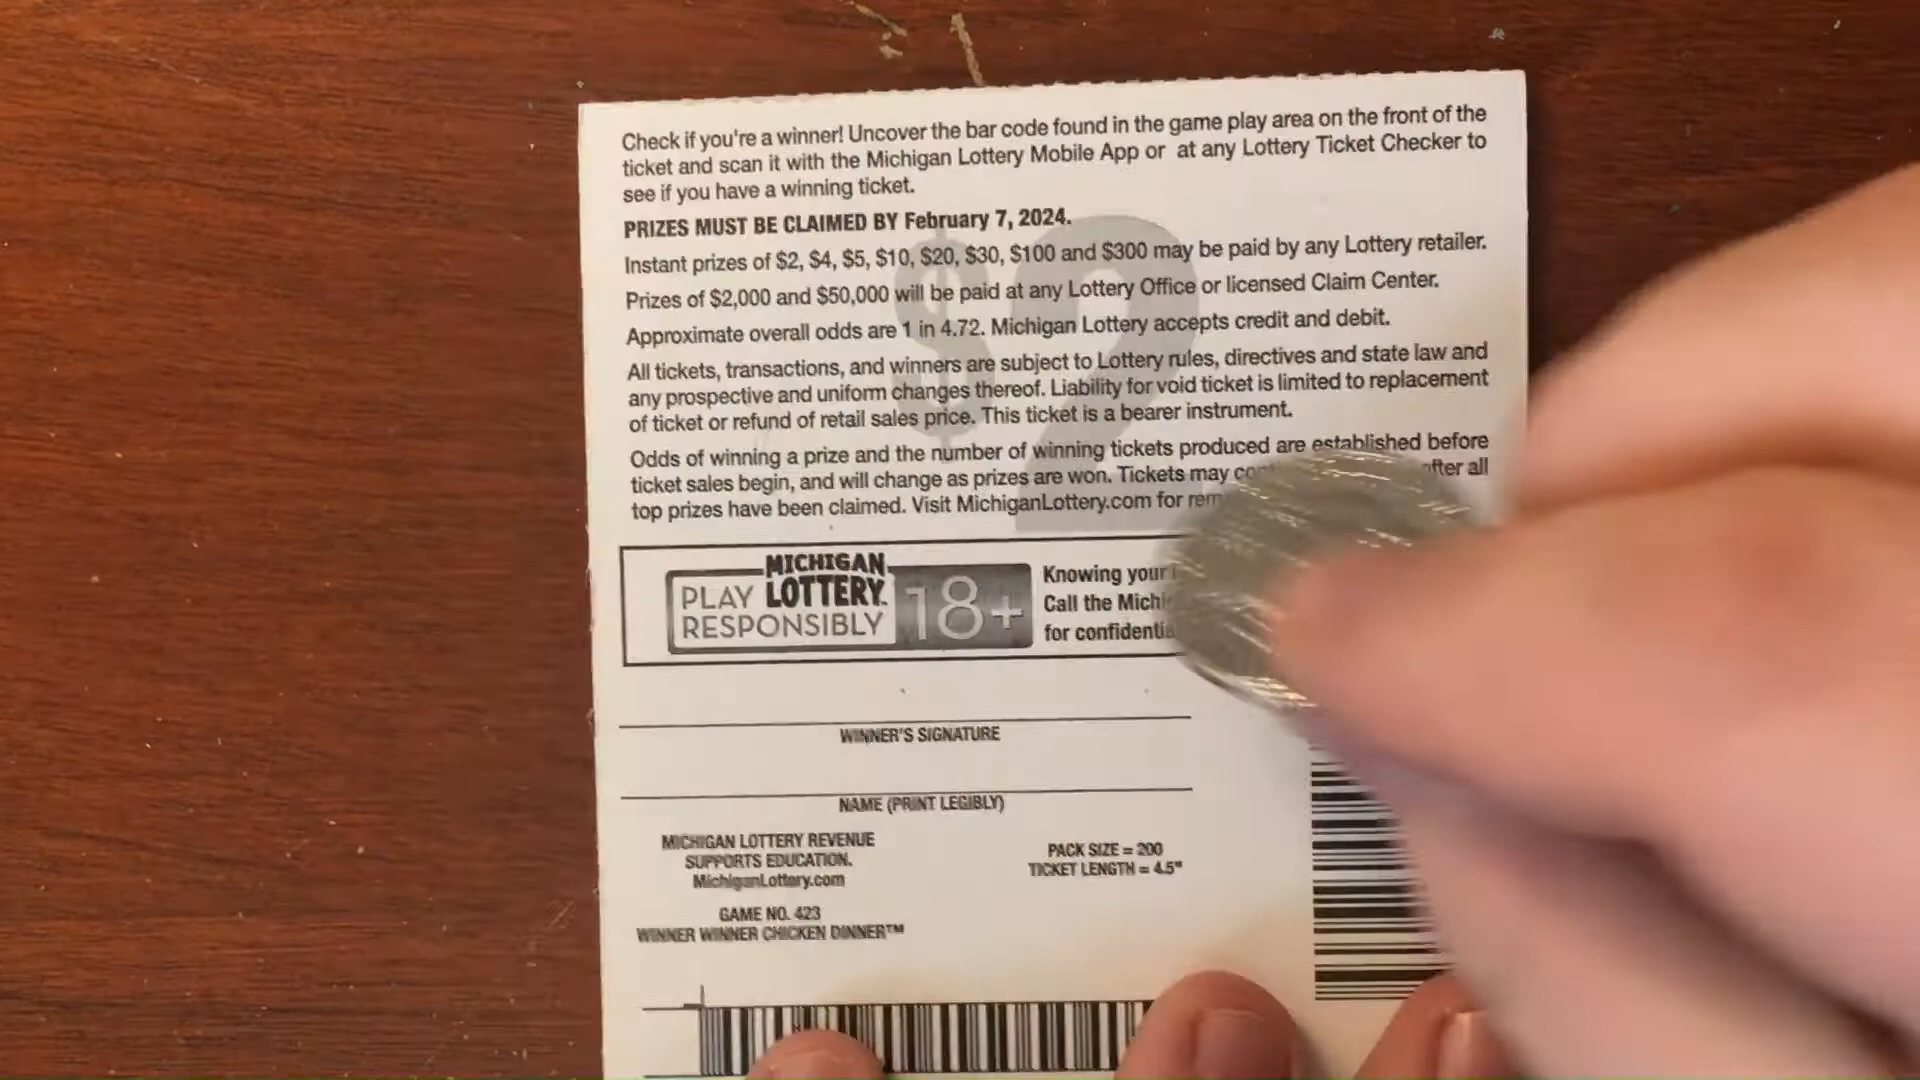 Check if you're a winner! Uncover the bar code found in the game play area on the front of the
ticket and scan it with the Michigan Lottery Mobile App or at any Lottery Ticket Checker to
see if you have a winning ticket.
PRIZES MUST BE CLAIMED BY February 7, 2024.
Instant prizes of $2, $4, $5, $10, $20, $30, $100 and $300 may be paid by any Lottery retailer.
Prizes of $2,000 and $50,000 will be paid at any Lottery Office or licensed Claim Center.
Approximate overall odds are 1 in 4.72. Michigan Lottery accepts credit and debit.
All tickets, transactions, and winners are subject to Lottery rules, directives and state law and
any prospective and uniform changes thereof. Liability for void ticket is limited to replacement
of ticket or refund of retail sales price. This ticket is a bearer instrument.
$2
Odds of winning a prize and the number of winning tickets produced are established before
ticket sales begin, and will change as prizes are won. Tickets may after all
top prizes have been claimed. Visit MichiganLottery.com for
MICHIGAN
PLAY LOTTERY 18+
RESPONSIBLY
Knowing your
Call the
for
WINNER'S SIGNATURE
NAME (PRINT LEGIBLY)
MICHIGAN LOTTERY REVENUE
SUPPORTS EDUCATION.
MichiganLottery.com
PACK SIZE = 200
TICKET LENGTH = 4.5"
GAME NO. 423
WINNER WINNER CHICKEN DINNER™